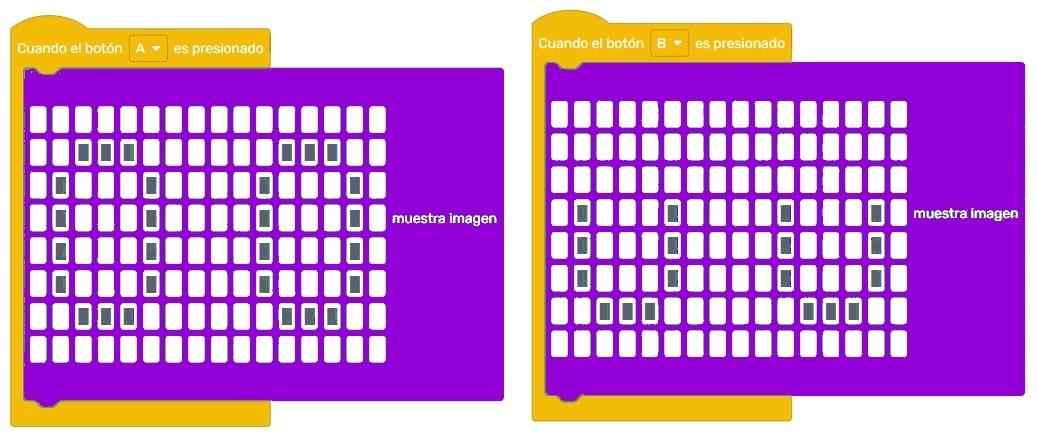 Cuando el botón A es presionado
muestra imagen
Cuando el botón B es presionado
muestra imagen